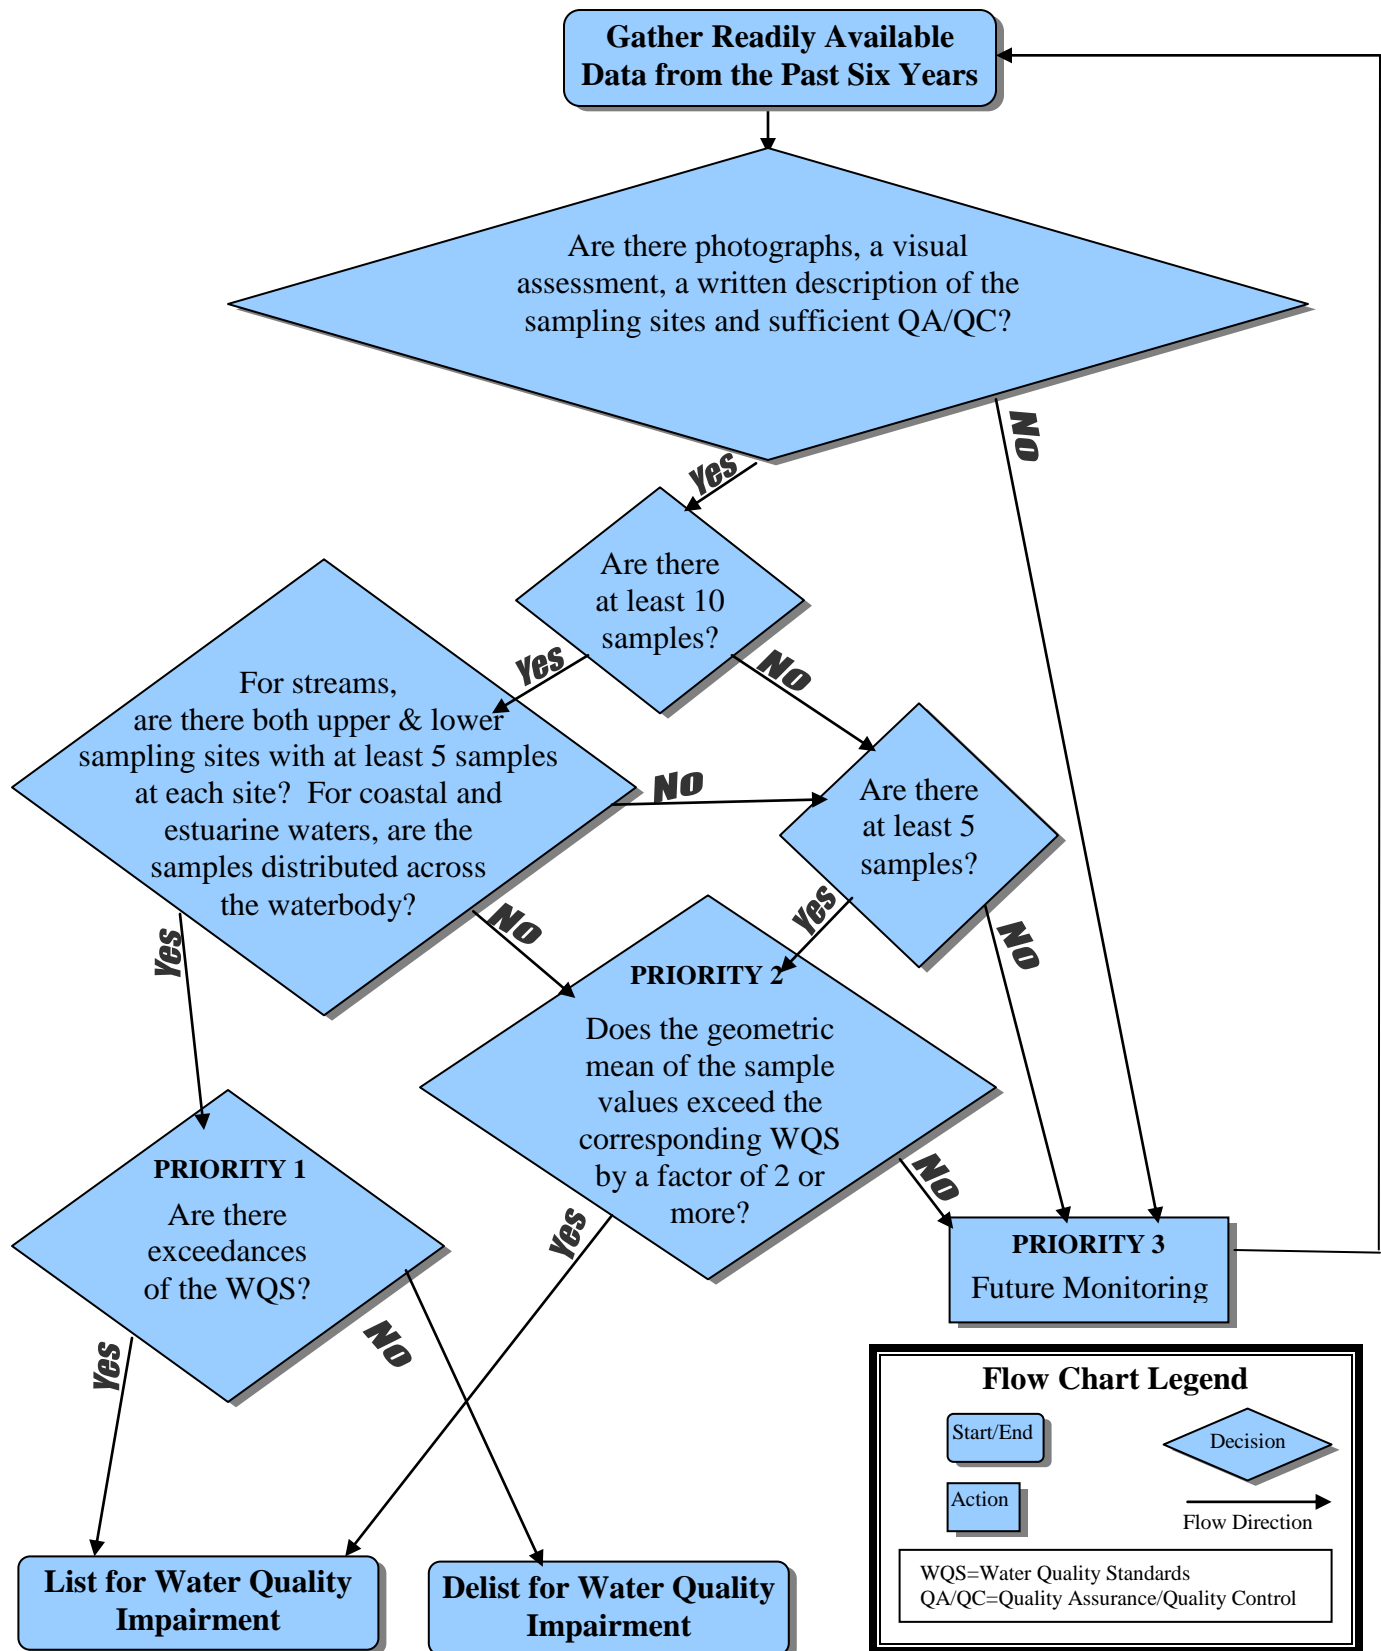 Gather Readily Available
Data from the Past Six Years
Are there photographs, a visual
assessment, a written description of the
sampling sites and sufficient QA/QC?
No
Yes
Are there
at least 10
samples?
Yes
No
For streams,
are there both upper & lower
sampling sites with at least 5 samples
at each site?  For coastal and
estuarine waters, are the
samples distributed across
the waterbody?
No
Are there
at least 5
samples?
Yes
No
Yes
No
PRIORITY 2
Does the geometric
mean of the sample
values exceed the
corresponding WQS
by a factor of 2 or
more?
No
Yes
PRIORITY 1
Are there
exceedances
of the WQS?
Yes
No
PRIORITY 3
Future Monitoring
List for Water Quality
Impairment
Delist for Water Quality
Impairment
Flow Chart Legend
Start/End
Decision
Action
Flow Direction
WQS=Water Quality Standards
QA/QC=Quality Assurance/Quality Control